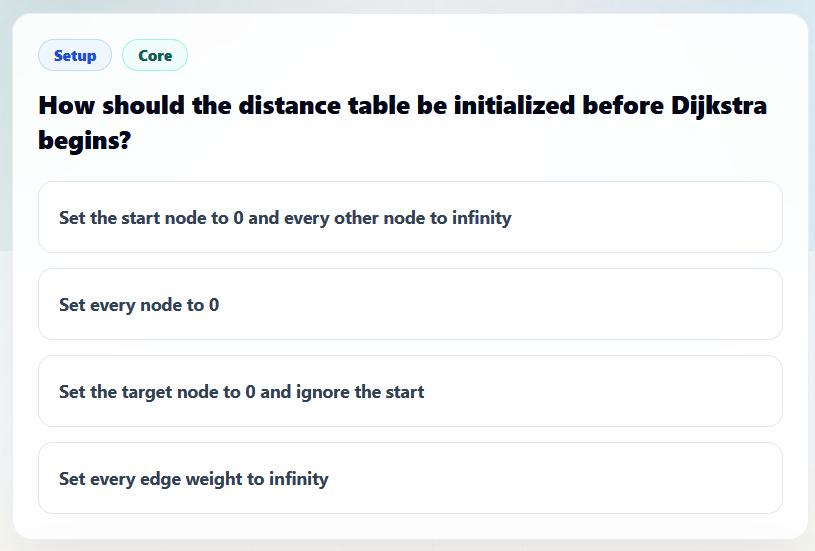 Setup Core
How should the distance table be initialized before Dijkstra
begins?
Set the start node to 0 and every other node to infinity
Set every node to 0
Set the target node to 0 and ignore the start
Set every edge weight to infinity